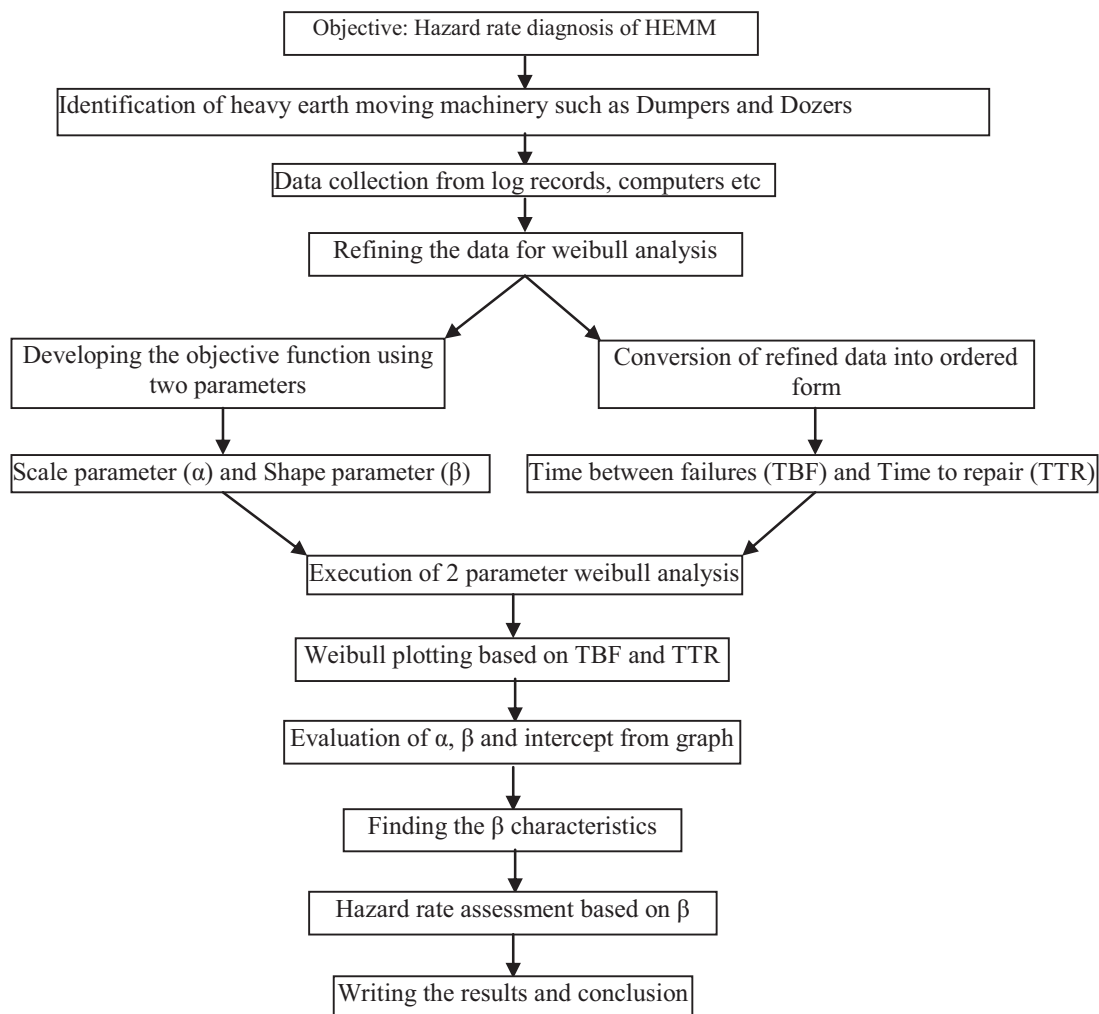 Objective: Hazard rate diagnosis of HEMM
Identification of heavy earth moving machinery such as Dumpers and Dozers
Data collection from log records, computers etc
Refining the data for weibull analysis
Developing the objective function using
two parameters
Conversion of refined data into ordered
form
Scale parameter (α) and Shape parameter (β)
Time between failures (TBF) and Time to repair (TTR)
Execution of 2 parameter weibull analysis
Weibull plotting based on TBF and TTR
Evaluation of α, β and intercept from graph
Finding the β characteristics
Hazard rate assessment based on β
Writing the results and conclusion